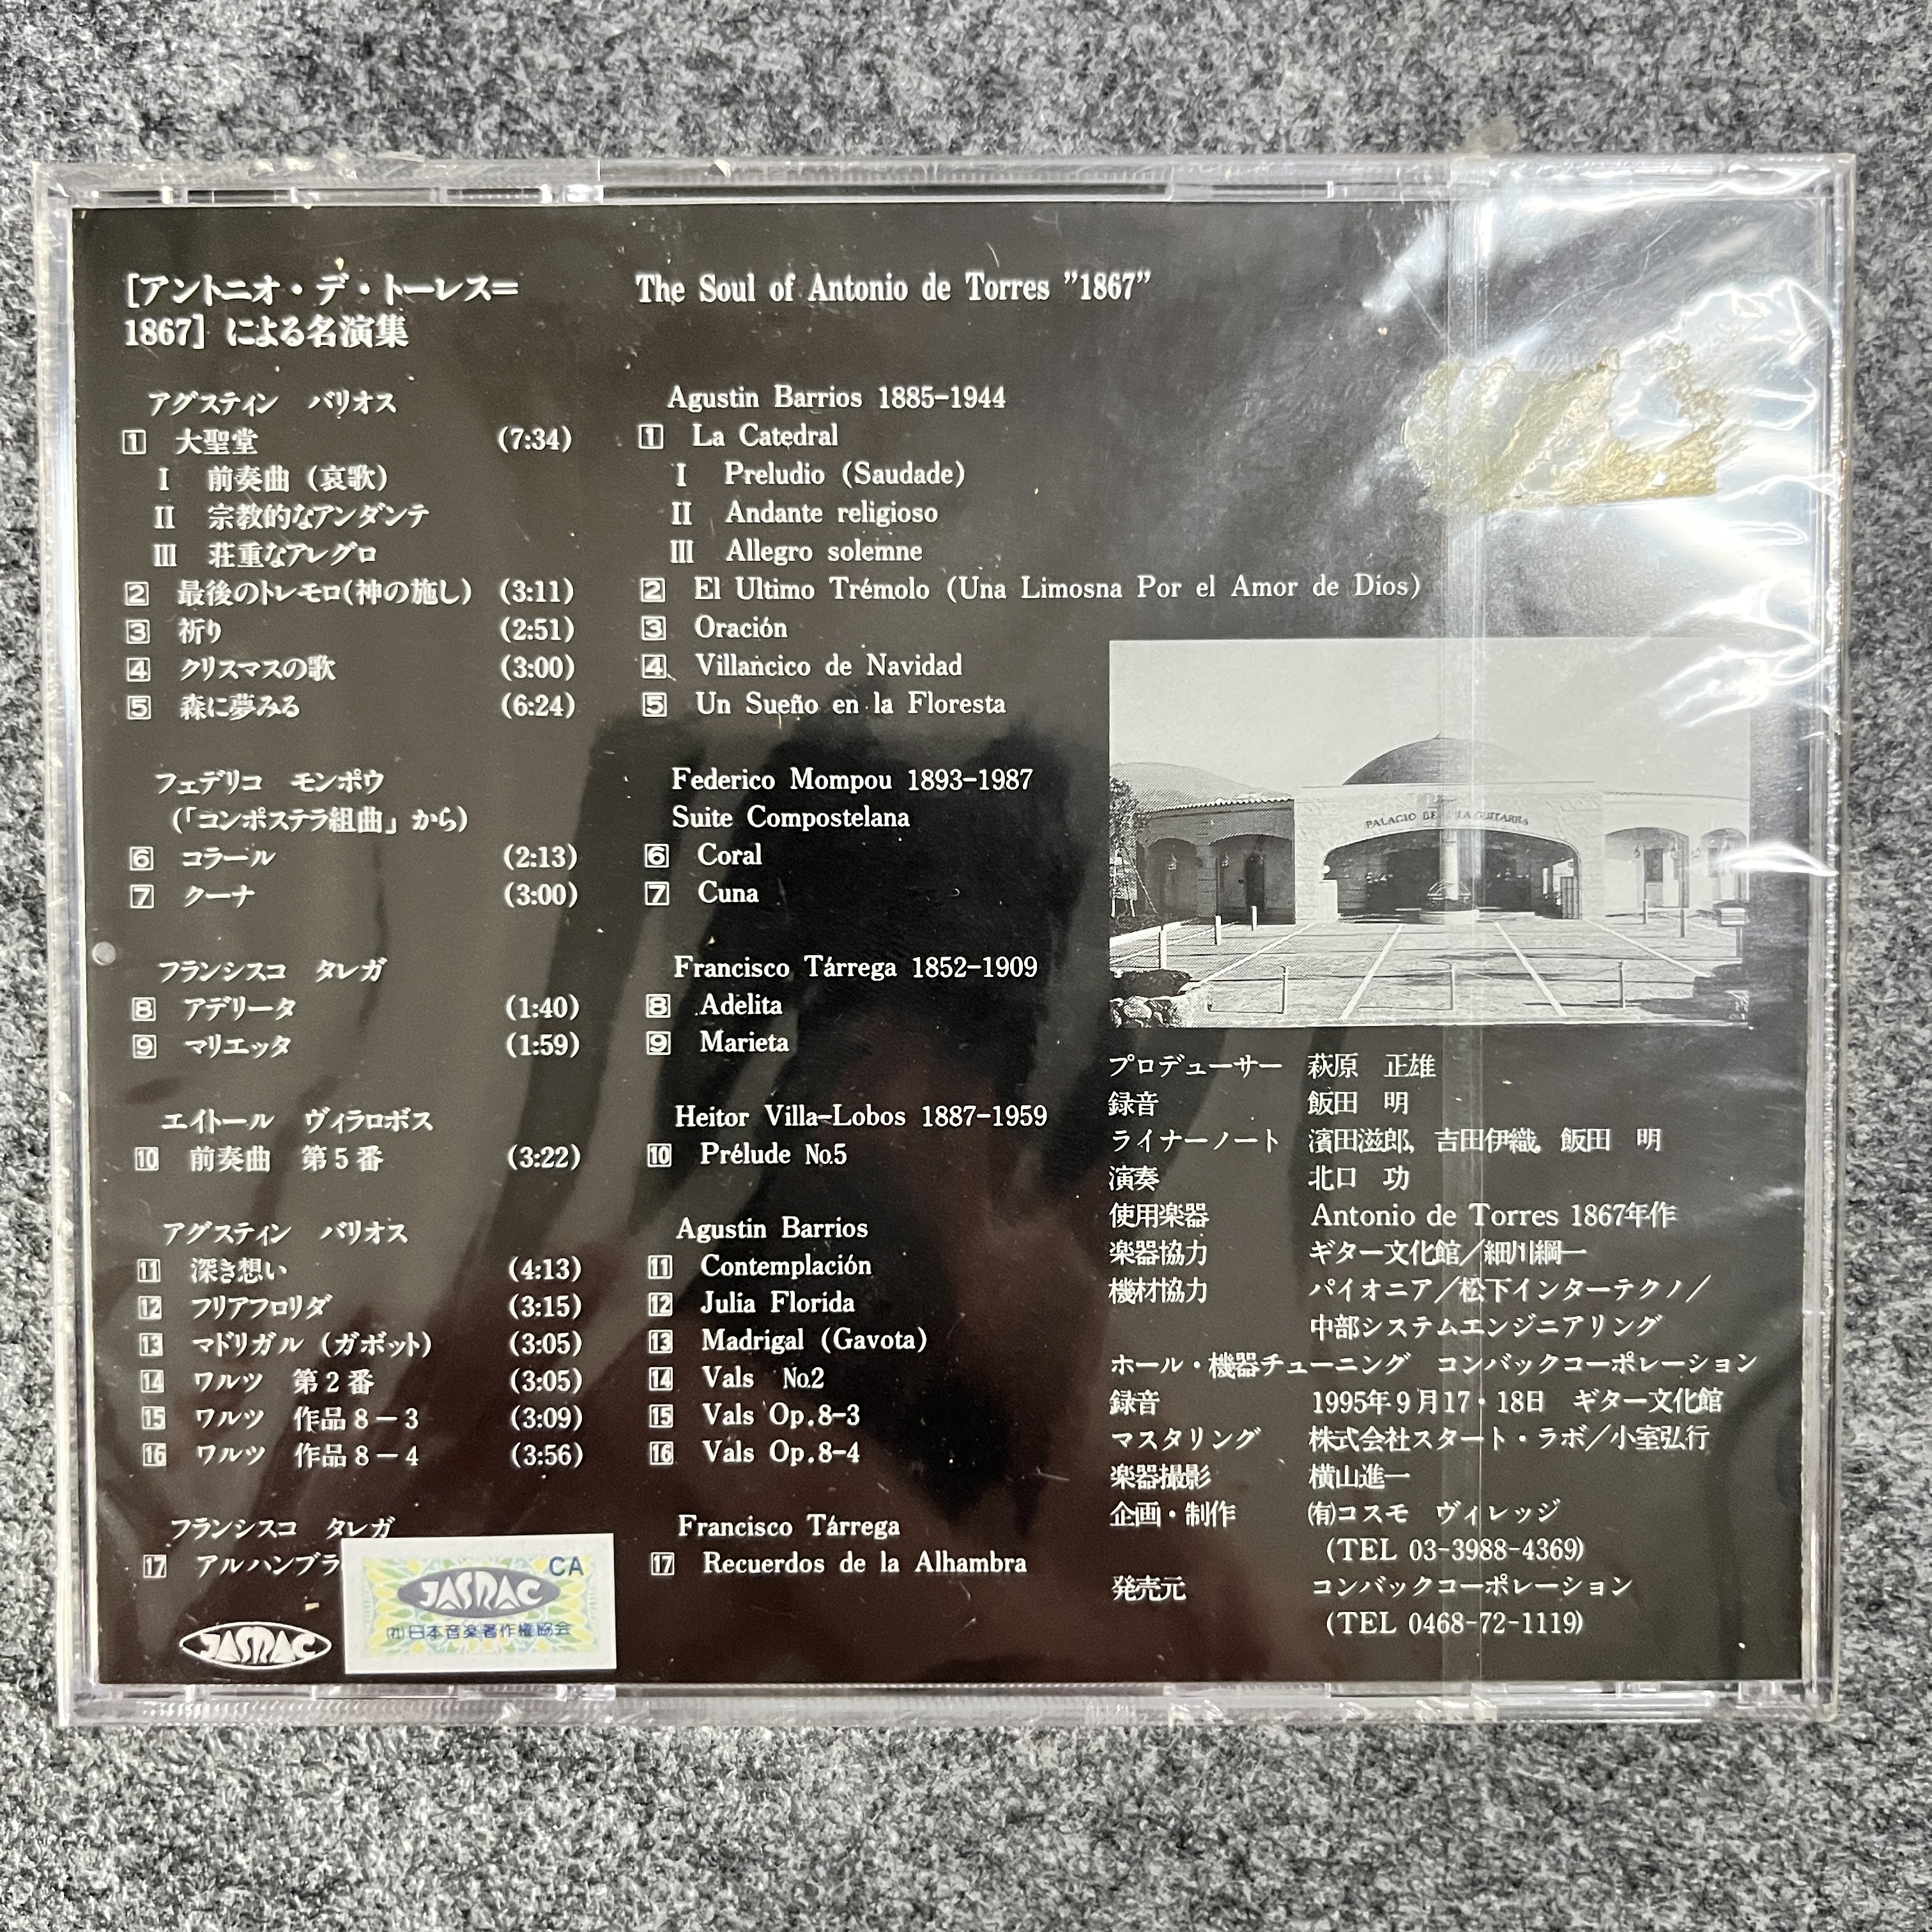 [アントニオ・デ・トーレス=
1867] による名演集
アグスティン バリオス
1 大聖堂 (7:34)
I 前奏曲 (哀歌)
II 宗教的なアンダンテ
III 荘重なアレグロ
2 最後のトレモロ(神の施し) (3:11)
3 祈り (2:51)
4 クリスマスの歌 (3:00)
5 森に夢みる (6:24)
フェデリコ モンポウ
(「コンポステラ組曲」から)
6 コラール (2:13)
7 クーナ (3:00)
フランシスコ タレガ
8 アデリータ (1:40)
9 マリエッタ (1:59)
エイトール ヴィラロボス
10 前奏曲 第5番 (3:22)
アグスティン バリオス
11 深き想い (4:13)
12 フリアフロリダ (3:15)
13 マドリガル (ガボット) (3:05)
14 ワルツ 第2番 (3:05)
15 ワルツ 作品8-3 (3:09)
16 ワルツ 作品8-4 (3:56)
フランシスコ タレガ
17 アルハンブラ
JASRAC
CA
JASRAC
(社)日本音楽著作権協会
The Soul of Antonio de Torres "1867"
Agustin Barrios 1885-1944
1 La Catedral
I Preludio (Saudade)
II Andante religioso
III Allegro solemne
2 El Ultimo Trémolo (Una Limosna Por el Amor de Dios)
3 Oración
4 Villancico de Navidad
5 Un Sueño en la Floresta
Federico Mompou 1893-1987
Suite Compostelana
6 Coral
7 Cuna
Francisco Tárrega 1852-1909
8 Adelita
9 Marieta
Heitor Villa-Lobos 1887-1959
10 Prélude No.5
Agustin Barrios
11 Contemplación
12 Julia Florida
13 Madrigal (Gavota)
14 Vals No.2
15 Vals Op.8-3
16 Vals Op.8-4
Francisco Tárrega
17 Recuerdos de la Alhambra
PALACIO DE LA GUITARRA
プロデューサー 萩原 正雄
録音 飯田 明
ライナーノート 濱田滋郎, 吉田伊織, 飯田 明
演奏 北口 功
使用楽器 Antonio de Torres 1867年作
楽器協力 ギター文化館/細川綱一
機材協力 パイオニア/松下インターテクノ/
中部システムエンジニアリング
ホール・機器チューニング コンバックコーポレーション
録音 1995年9月17・18日 ギター文化館
マスタリング 株式会社スタート・ラボ/小室弘行
楽器撮影 横山進一
企画・制作 (有)コスモ ヴィレッジ
(TEL 03-3988-4369)
発売元 コンバックコーポレーション
(TEL 0468-72-1119)